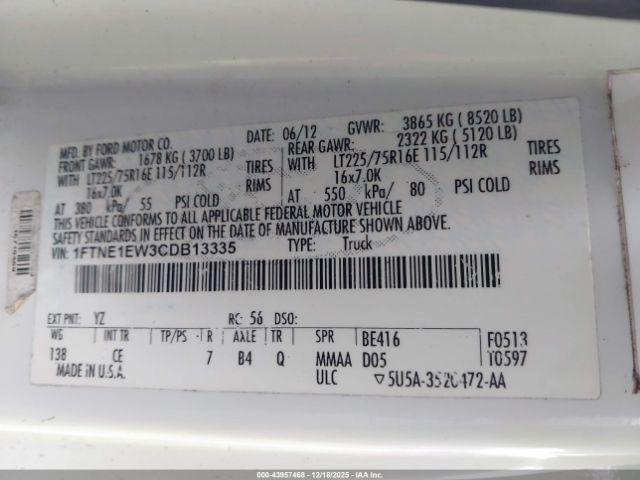 MFD. BY FORD MOTOR CO. DATE: 06/12 GVWR: 3865 KG ( 8520 LB)
FRONT GAWR: 1678 KG ( 3700 LB) REAR GAWR: 2322 KG ( 5120 LB)
WITH LT225/75R16E 115/112R TIRES WITH LT225/75R16E 115/112R TIRES
16x7.0K RIMS 16x7.0K RIMS
AT 380 kPa/ 55 PSI COLD AT 550 kPa/ 80 PSI COLD
THIS VEHICLE CONFORMS TO ALL APPLICABLE FEDERAL MOTOR VEHICLE
SAFETY STANDARDS IN EFFECT ON THE DATE OF MANUFACTURE SHOWN ABOVE.
VIN: 1FTNE1EW3CDB13335 TYPE: Truck
EXT PNT: YZ RC: 56 DSO:
WB INT TR TP/PS R AXLE TR SPR BE416 F0513
138 CE 7 B4 Q MMAA D05 T0597
MADE IN U.S.A. ULC ▽5U5A-3520472-AA
000-43957468 - 12/18/2025 - IAAI.COM